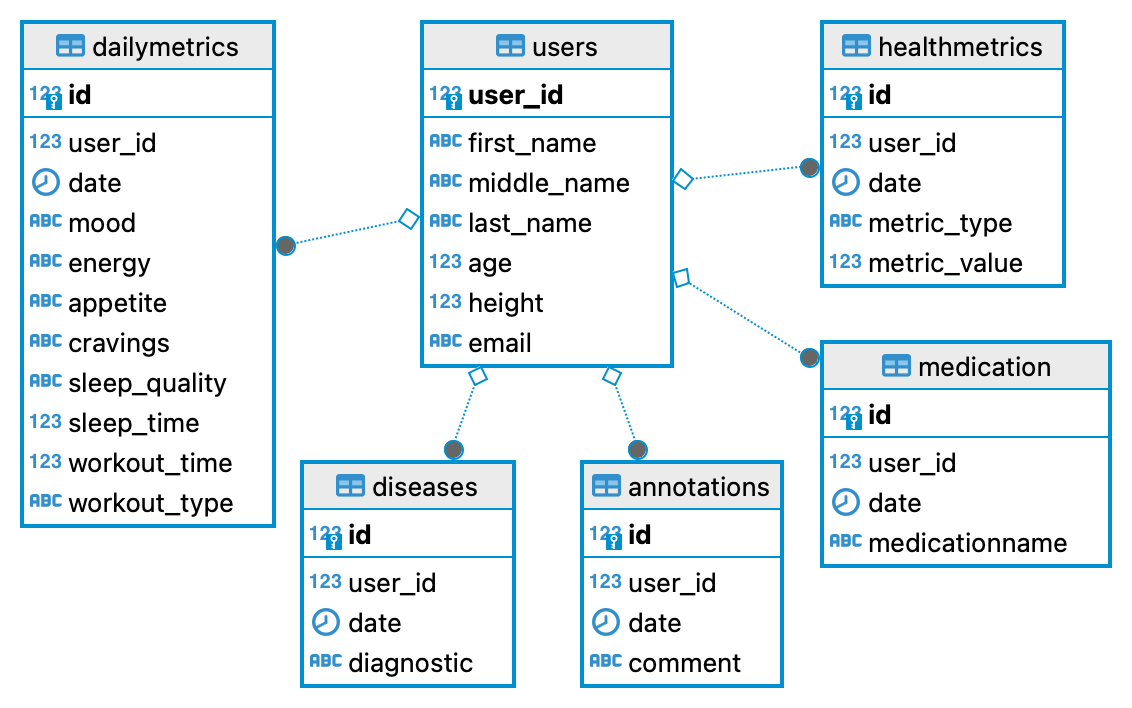 dailymetrics
123 id
123 user_id
date
ABC mood
ABC energy
ABC appetite
ABC cravings
ABC sleep_quality
123 sleep_time
123 workout_time
ABC workout_type
users
123 user_id
ABC first_name
ABC middle_name
ABC last_name
123 age
123 height
ABC email
healthmetrics
123 id
123 user_id
date
ABC metric_type
123 metric_value
medication
123 id
123 user_id
date
ABC medicationname
diseases
123 id
123 user_id
date
ABC diagnostic
annotations
123 id
123 user_id
date
ABC comment